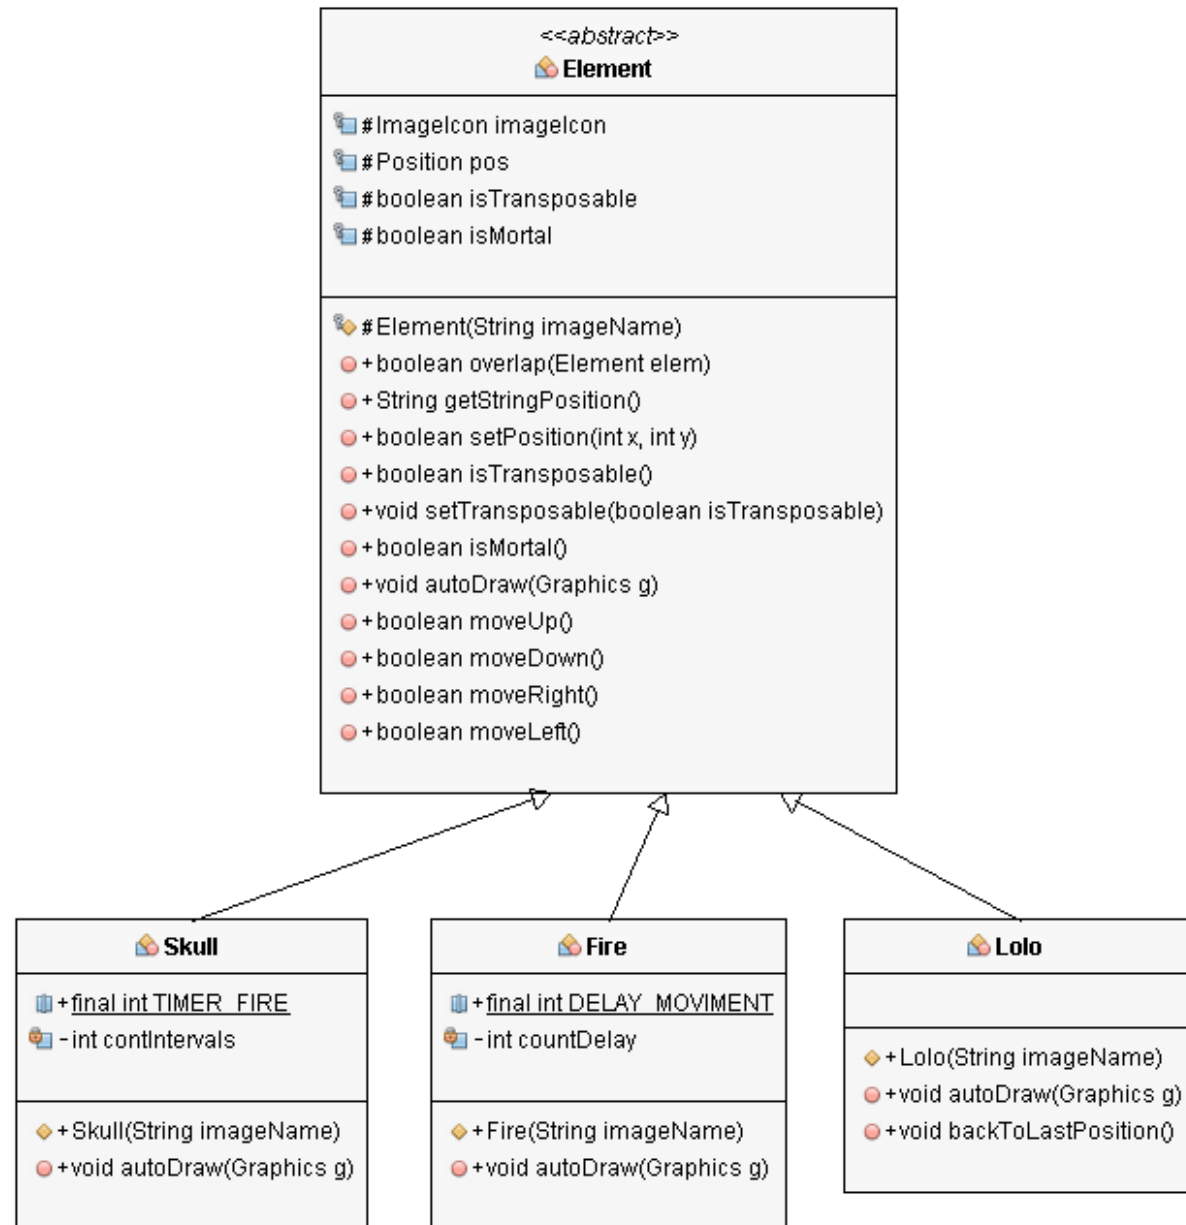 <<abstract>>
Element
#ImageIcon imageIcon
#Position pos
#boolean isTransposable
#boolean isMortal
#Element(String imageName)
+boolean overlap(Element elem)
+String getStringPosition()
+boolean setPosition(int x, int y)
+boolean isTransposable()
+void setTransposable(boolean isTransposable)
+boolean isMortal()
+void autoDraw(Graphics g)
+boolean moveUp()
+boolean moveDown()
+boolean moveRight()
+boolean moveLeft()
Skull
+final int TIMER_FIRE
-int contIntervals
+Skull(String imageName)
+void autoDraw(Graphics g)
Fire
+final int DELAY_MOVIMENT
-int countDelay
+Fire(String imageName)
+void autoDraw(Graphics g)
Lolo
+Lolo(String imageName)
+void autoDraw(Graphics g)
+void backToLastPosition()